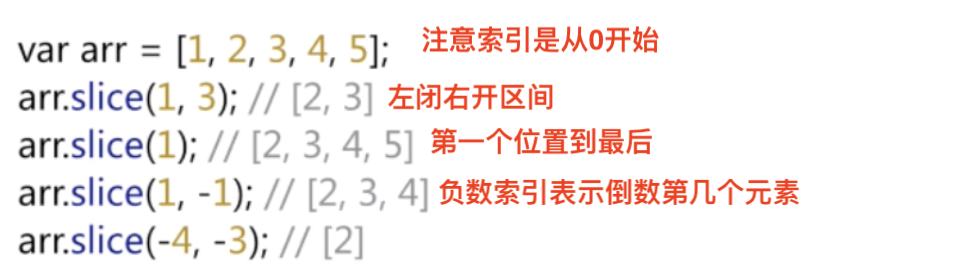 var arr = [1, 2, 3, 4, 5]; 注意索引是从0开始
arr.slice(1, 3); // [2, 3] 左闭右开区间
arr.slice(1); // [2, 3, 4, 5] 第一个位置到最后
arr.slice(1, -1); // [2, 3, 4] 负数索引表示倒数第几个元素
arr.slice(-4, -3); // [2]